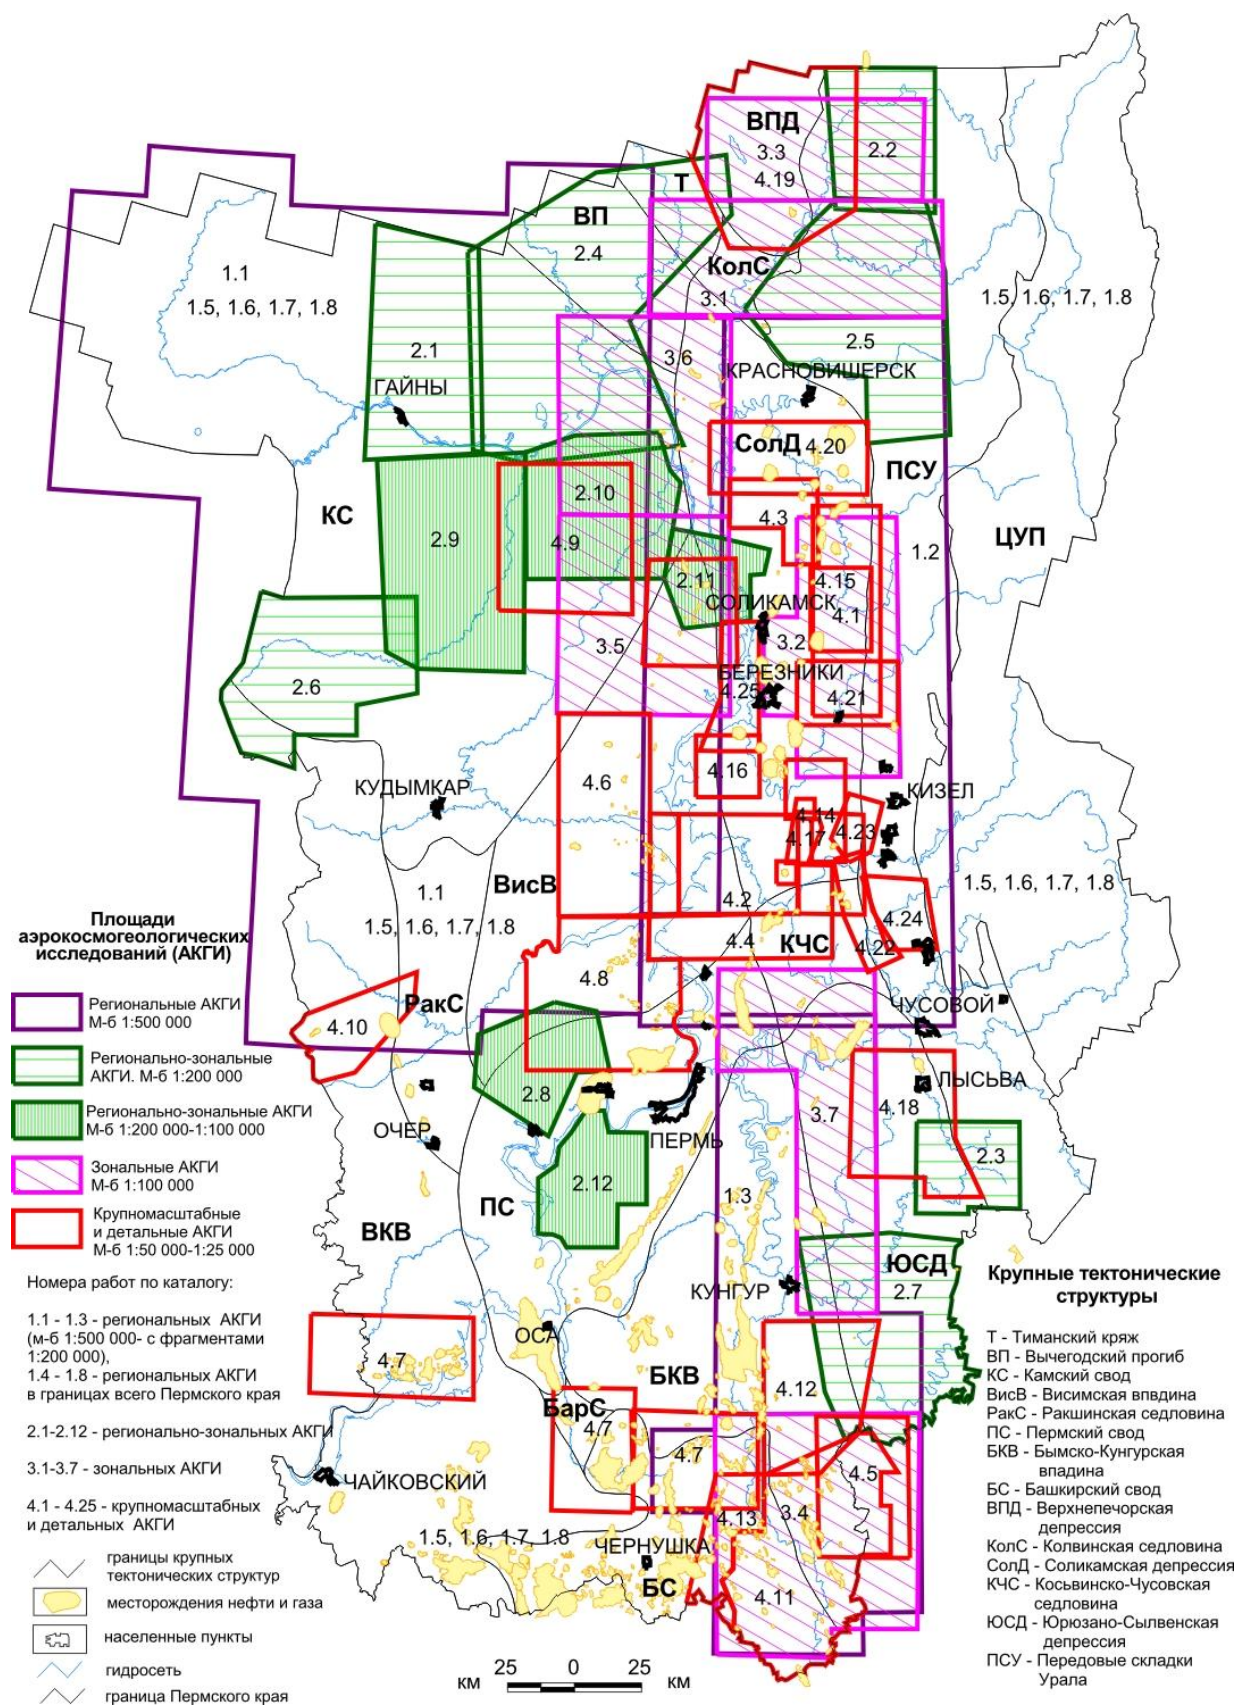 ВПД
3.3
4.19
2.2
Т
ВП
2.4
КолС
3.1
1.1
1.5, 1.6, 1.7, 1.8
1.5, 1.6, 1.7, 1.8
2.1
ГАЙНЫ
3.6
2.5
КРАСНОВИШЕРСК
СолД 4.20
ПСУ
КС
2.10
4.3
2.9
4.9
1.2
ЦУП
2.11
4.15
СОЛИКАМСК
4.1
3.5
3.2
БЕРЕЗНИКИ
4.25
4.21
2.6
4.16
4.6
КУДЫМКАР
КИЗЕЛ
4.14
4.17
4.23
ВисВ
1.1
1.5, 1.6, 1.7, 1.8
1.5, 1.6, 1.7, 1.8
4.2
4.24
4.4
КЧС
4.22
4.8
РакС
4.10
ЧУСОВОЙ
2.8
ЛЫСЬВА
4.18
3.7
ОЧЕР
ПЕРМЬ
2.3
2.12
1.3
ПС
ВКВ
ЮСД
2.7
КУНГУР
ОСА
4.7
БКВ
4.12
БарС
4.7
4.7
4.5
ЧАЙКОВСКИЙ
4.13
3.4
1.5, 1.6, 1.7, 1.8
ЧЕРНУШКА
БС
4.11
Площади
аэрокосмогеологических
исследований (АКГИ)
Региональные АКГИ
М-б 1:500 000
Регионально-зональные
АКГИ. М-б 1:200 000
Регионально-зональные АКГИ
М-б 1:200 000-1:100 000
Зональные АКГИ
М-б 1:100 000
Крупномасштабные
и детальные АКГИ
М-б 1:50 000-1:25 000
Номера работ по каталогу:
1.1 - 1.3 - региональных АКГИ
(м-б 1:500 000- с фрагментами
1:200 000),
1.4 - 1.8 - региональных АКГИ
в границах всего Пермского края
2.1-2.12 - регионально-зональных АКГИ
3.1-3.7 - зональных АКГИ
4.1 - 4.25 - крупномасштабных
и детальных АКГИ
границы крупных
тектонических структур
месторождения нефти и газа
населенные пункты
гидросеть
граница Пермского края
км 25 0 25 км
Крупные тектонические
структуры
Т - Тиманский кряж
ВП - Вычегодский прогиб
КС - Камский свод
ВисВ - Висимская впвдина
РакС - Ракшинская седловина
ПС - Пермский свод
БКВ - Бымско-Кунгурская
впадина
БС - Башкирский свод
ВПД - Верхнепечорская
депрессия
КолС - Колвинская седловина
СолД - Соликамская депрессия
КЧС - Косьвинско-Чусовская
седловина
ЮСД - Юрюзано-Сылвенская
депрессия
ПСУ - Передовые складки
Урала